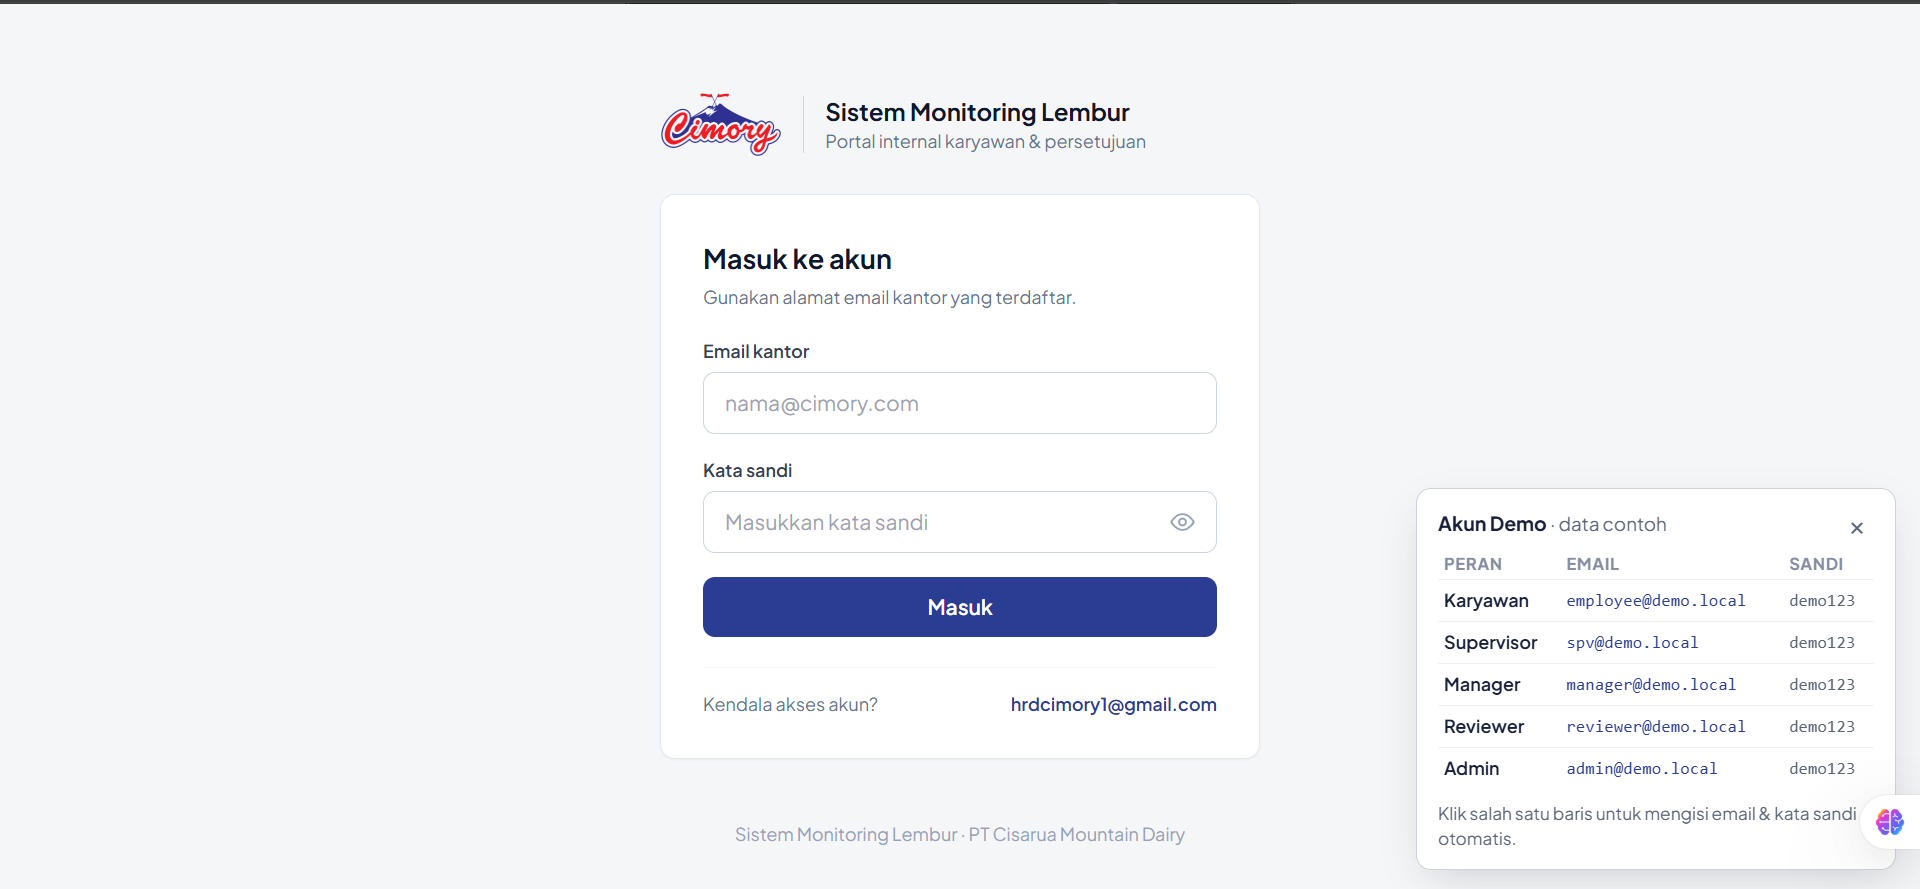 Cimory
Sistem Monitoring Lembur
Portal internal karyawan & persetujuan
Masuk ke akun
Gunakan alamat email kantor yang terdaftar.
Email kantor
nama@cimory.com
Kata sandi
Masukkan kata sandi
Masuk
Kendala akses akun? hrdcimory1@gmail.com
Sistem Monitoring Lembur · PT Cisarua Mountain Dairy
Akun Demo · data contoh
PERAN EMAIL SANDI
Karyawan employee@demo.local demo123
Supervisor spv@demo.local demo123
Manager manager@demo.local demo123
Reviewer reviewer@demo.local demo123
Admin admin@demo.local demo123
Klik salah satu baris untuk mengisi email & kata sandi
otomatis.